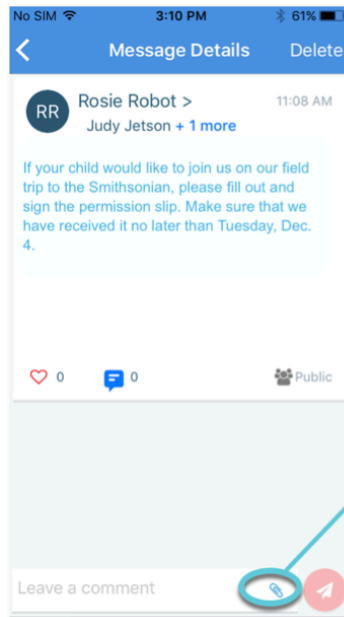 No SIM 3:10 PM 61%
Message Details Delete
RR Rosie Robot > 11:08 AM
Judy Jetson + 1 more
If your child would like to join us on our field
trip to the Smithsonian, please fill out and
sign the permission slip. Make sure that we
have received it no later than Tuesday, Dec.
4.
0 0 Public
Leave a comment